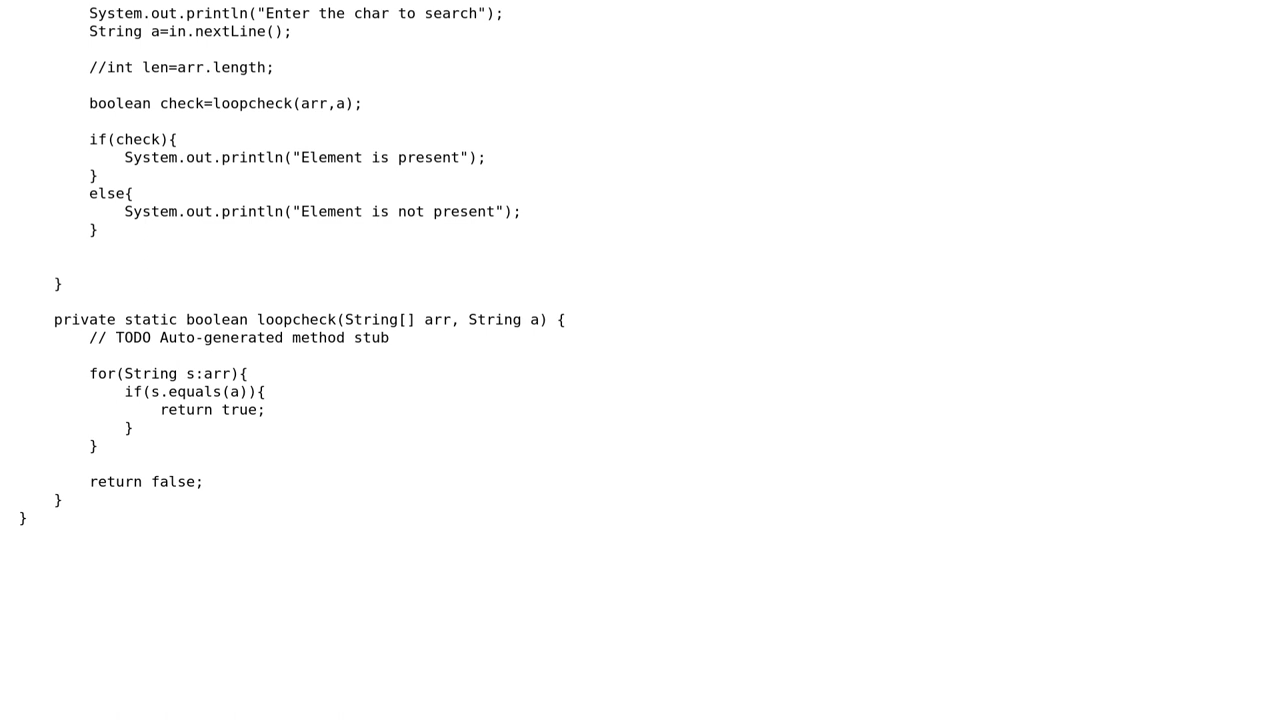 System.out.println("Enter the char to search");
String a=in.nextLine();
//int len=arr.length;
boolean check=loopcheck(arr,a);
if(check){
System.out.println("Element is present");
}
else{
System.out.println("Element is not present");
}
}
private static boolean loopcheck(String[] arr, String a) {
// TODO Auto-generated method stub
for(String s:arr){
if(s.equals(a)){
return true;
}
}
return false;
}
}